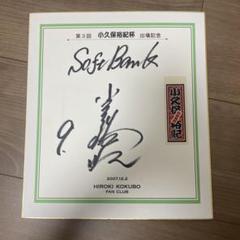 第3回 小久保裕紀杯 出場記念
SoftBank
小久保裕紀
9.
2007.12.2
HIROKI KOKUBO
FAN CLUB